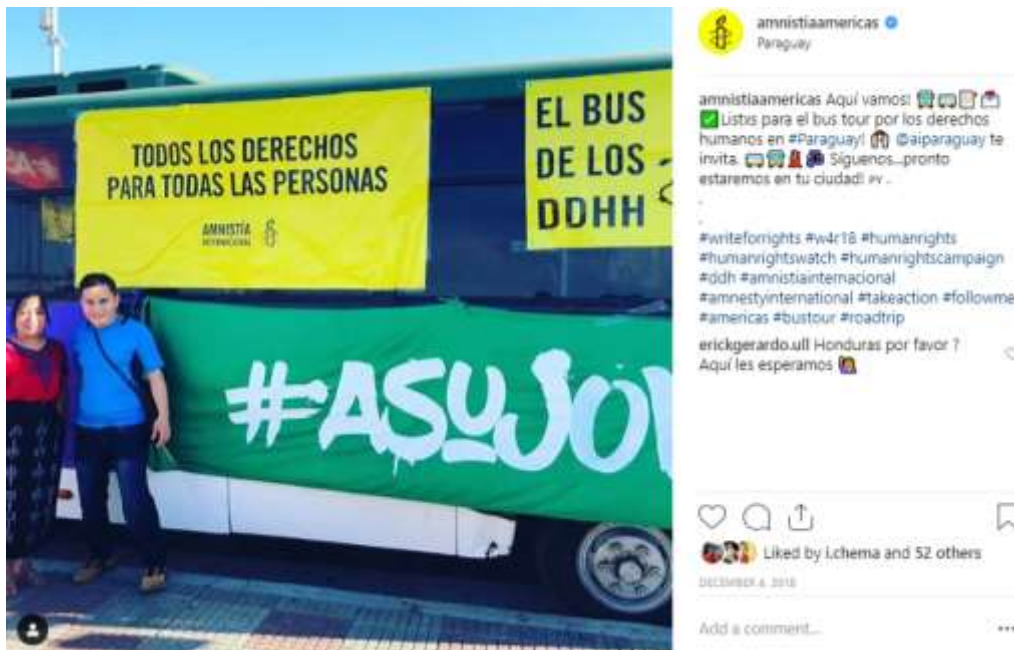 TODOS LOS DERECHOS
PARA TODAS LAS PERSONAS
AMNISTÍA
INTERNACIONAL
EL BUS
DE LOS
DDHH
#ASUJO
amnistiaamericas
Paraguay
amnistiaamericas Aquí vamos!
Listxs para el bus tour por los derechos
humanos en #Paraguay! @aiparaguay te
invita. Síguenos...pronto
estaremos en tu ciudad! PY .
.
.
#writeforrights #w4r18 #humanrights
#humanrightswatch #humanrightscampaign
#ddh #amnistiainternacional
#amnestyinternational #takeaction #followme
#americas #bustour #roadtrip
erickgerardo.ull Honduras por favor ?
Aquí les esperamos
Liked by i.chema and 52 others
DECEMBER 4, 2018
Add a comment...